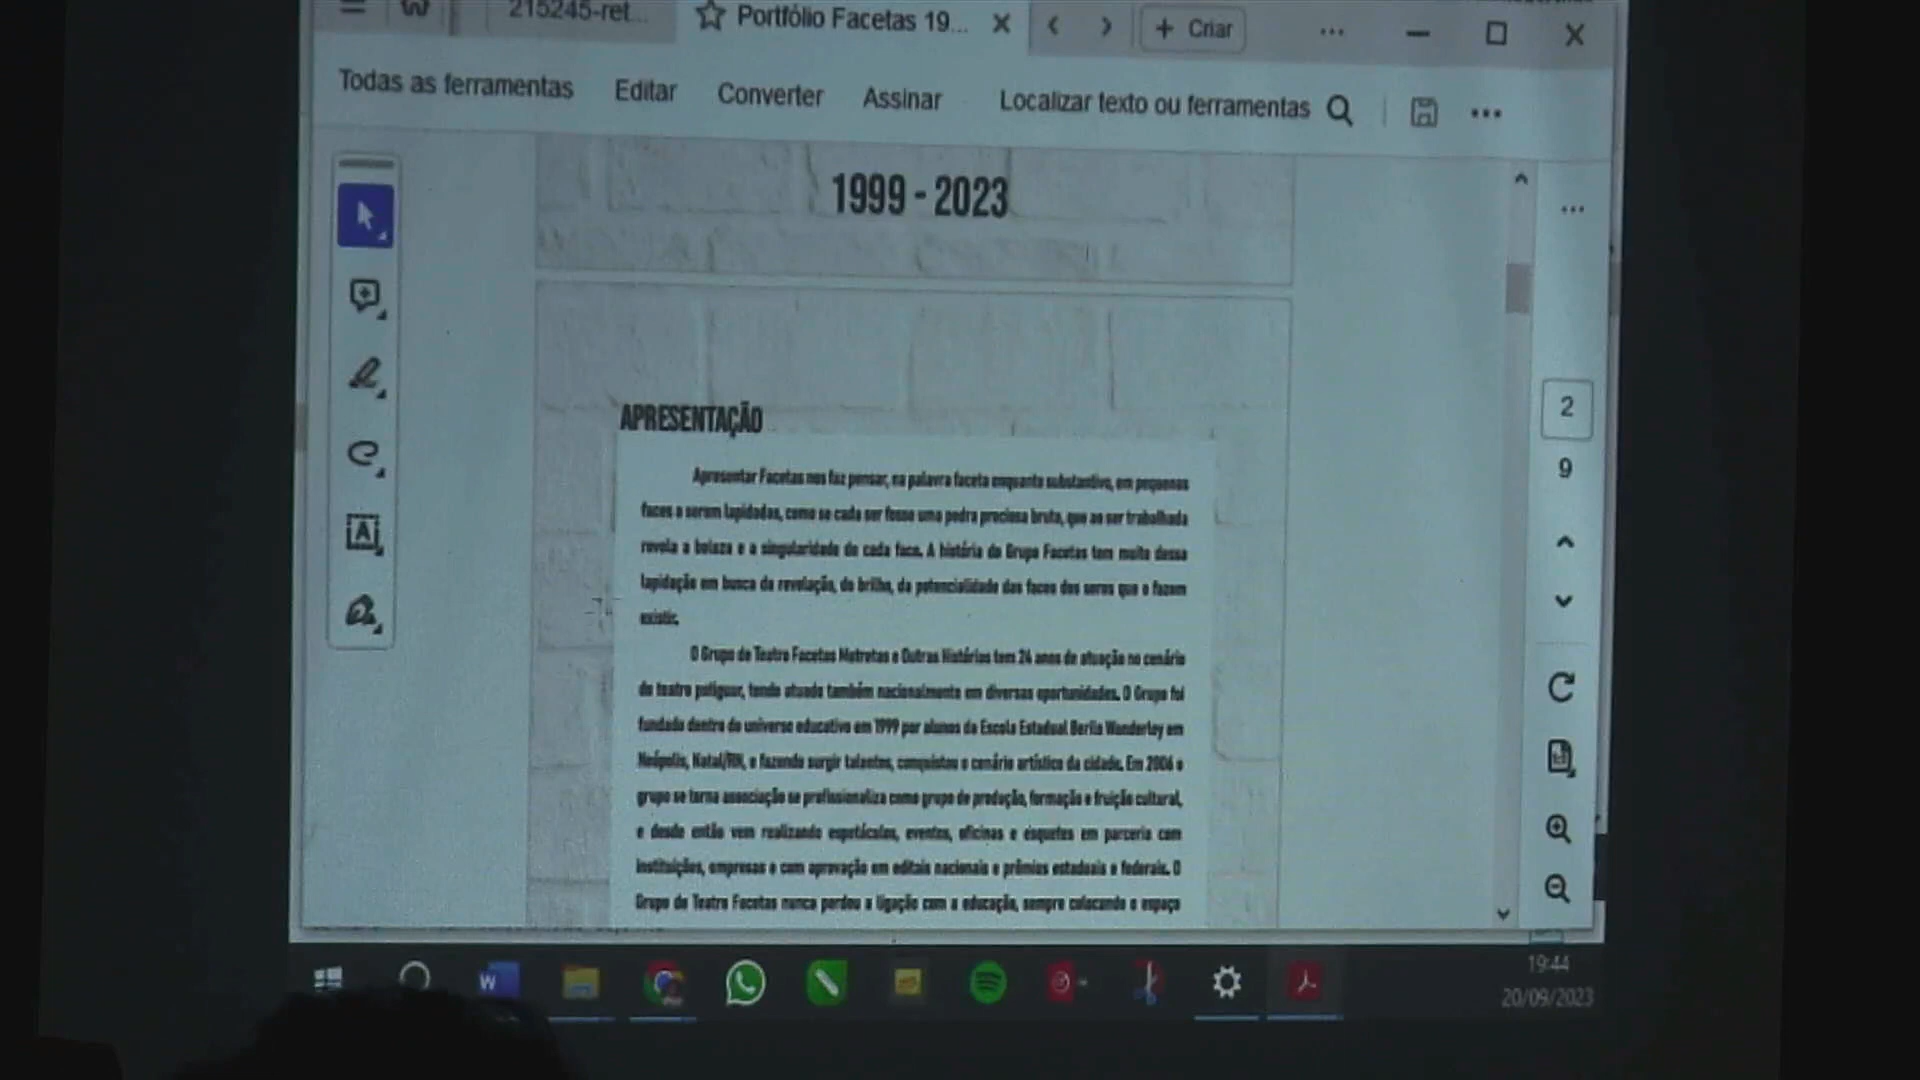 215245-ret...
Portfólio Facetas 19...
+ Criar
Todas as ferramentas
Editar
Converter
Assinar
Localizar texto ou ferramentas
1999 - 2023
2
9
APRESENTAÇÃO
Apresentar Facetas nos faz pensar, na palavra faceta enquanto substantivo, em pequenas
faces a serem lapidadas, como se cada ser fosse uma pedra preciosa bruta, que ao ser trabalhada
revela a beleza e a singularidade de cada face. A história do Grupo Facetas tem muito dessa
lapidação em busca da revelação, do brilho, da potencialidade das faces dos seres que o fazem
existir.
O Grupo de Teatro Facetas Mutretas e Outras Histórias tem 24 anos de atuação no cenário
do teatro potiguar, tendo atuado também nacionalmente em diversas oportunidades. O Grupo foi
fundado dentro do universo educativo em 1999 por alunos da Escola Estadual Berilo Wanderley em
Neópolis, Natal/RN, e fazendo surgir talentos, conquistou o cenário artístico da cidade. Em 2006 o
grupo se torna associação se profissionaliza como grupo de produção, formação e fruição cultural,
e desde então vem realizando espetáculos, eventos, oficinas e esquetes em parceria com
instituições, empresas e com aprovação em editais nacionais e prêmios estaduais e federais. O
Grupo de Teatro Facetas nunca perdeu a ligação com a educação, sempre colocando o espaço
19:44
20/09/2023